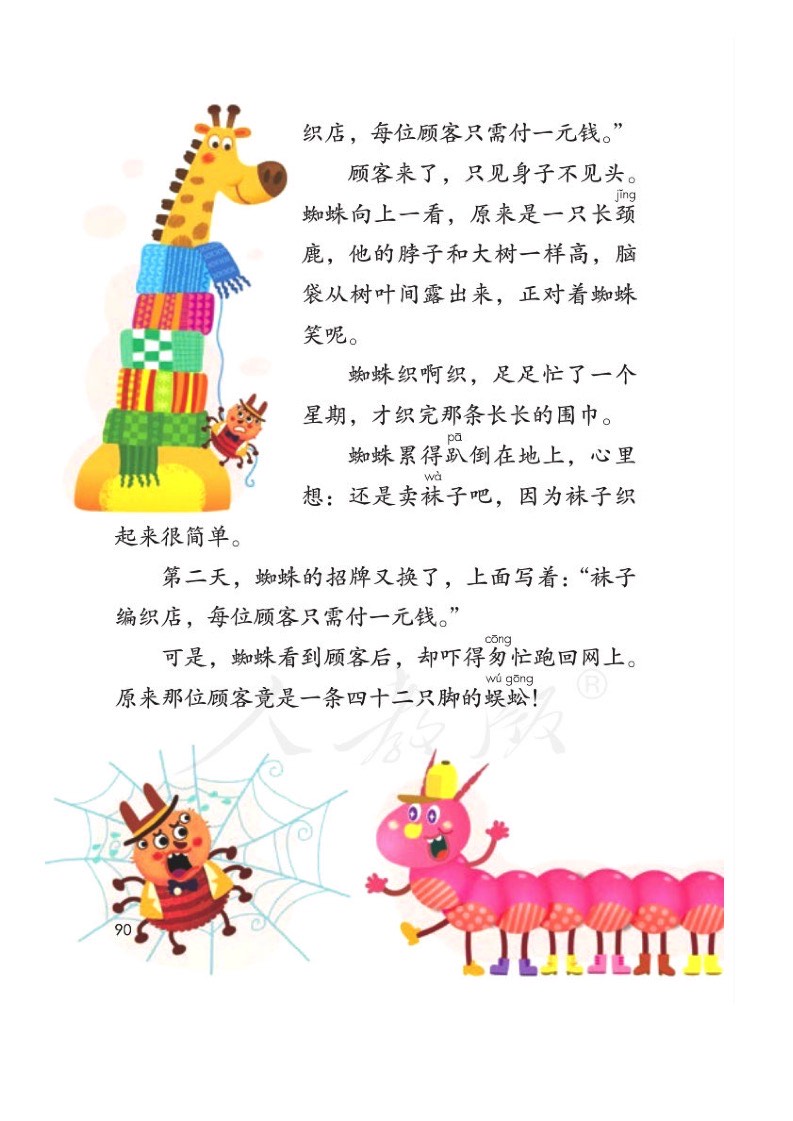 织店，每位顾客只需付一元钱。”
顾客来了，只见身子不见头。
jǐng
蜘蛛向上一看，原来是一只长颈
鹿，他的脖子和大树一样高，脑
袋从树叶间露出来，正对着蜘蛛
笑呢。
蜘蛛织啊织，足足忙了一个
星期，才织完那条长长的围巾。
pā
蜘蛛累得趴倒在地上，心里
wà
想：还是卖袜子吧，因为袜子织
起来很简单。
第二天，蜘蛛的招牌又换了，上面写着：“袜子
编织店，每位顾客只需付一元钱。”
cōng
可是，蜘蛛看到顾客后，却吓得匆忙跑回网上。
wú gōng
原来那位顾客竟是一条四十二只脚的蜈蚣！
人教版®
90